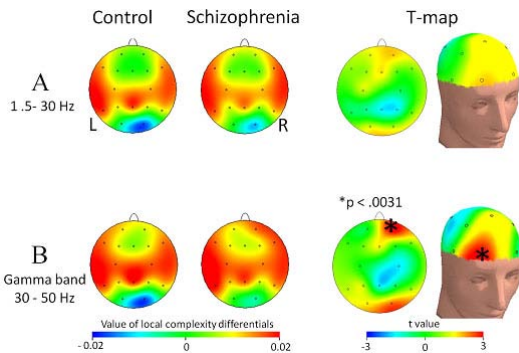 Control Schizophrenia T-map
A
1.5- 30 Hz
L R
*p < .0031
*
*
B
Gamma band
30 - 50 Hz
Value of local complexity differentials
t value
- 0.02 0 0.02
-3 0 3